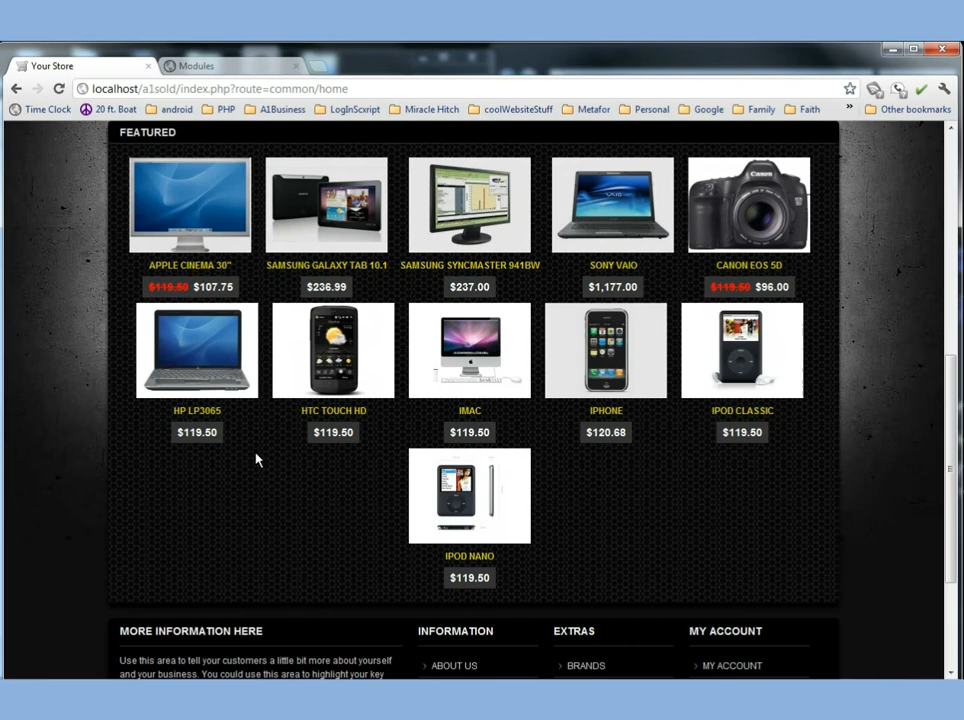 Your Store
Modules
localhost/a1sold/index.php?route=common/home
Time Clock 20 ft. Boat android PHP A1Business LogInScript Miracle Hitch coolWebsiteStuff Metafor Personal Google Family Faith » Other bookmarks
FEATURED
Canon
APPLE CINEMA 30" SAMSUNG GALAXY TAB 10.1 SAMSUNG SYNCMASTER 941BW SONY VAIO CANON EOS 5D
$119.50 $107.75 $236.99 $237.00 $1,177.00 $119.50 $96.00
HP LP3065 HTC TOUCH HD IMAC IPHONE IPOD CLASSIC
$119.50 $119.50 $119.50 $120.68 $119.50
IPOD NANO
$119.50
MORE INFORMATION HERE INFORMATION EXTRAS MY ACCOUNT
Use this area to tell your customers a little bit more about yourself
and your business. You could use this area to highlight your key
ABOUT US BRANDS MY ACCOUNT